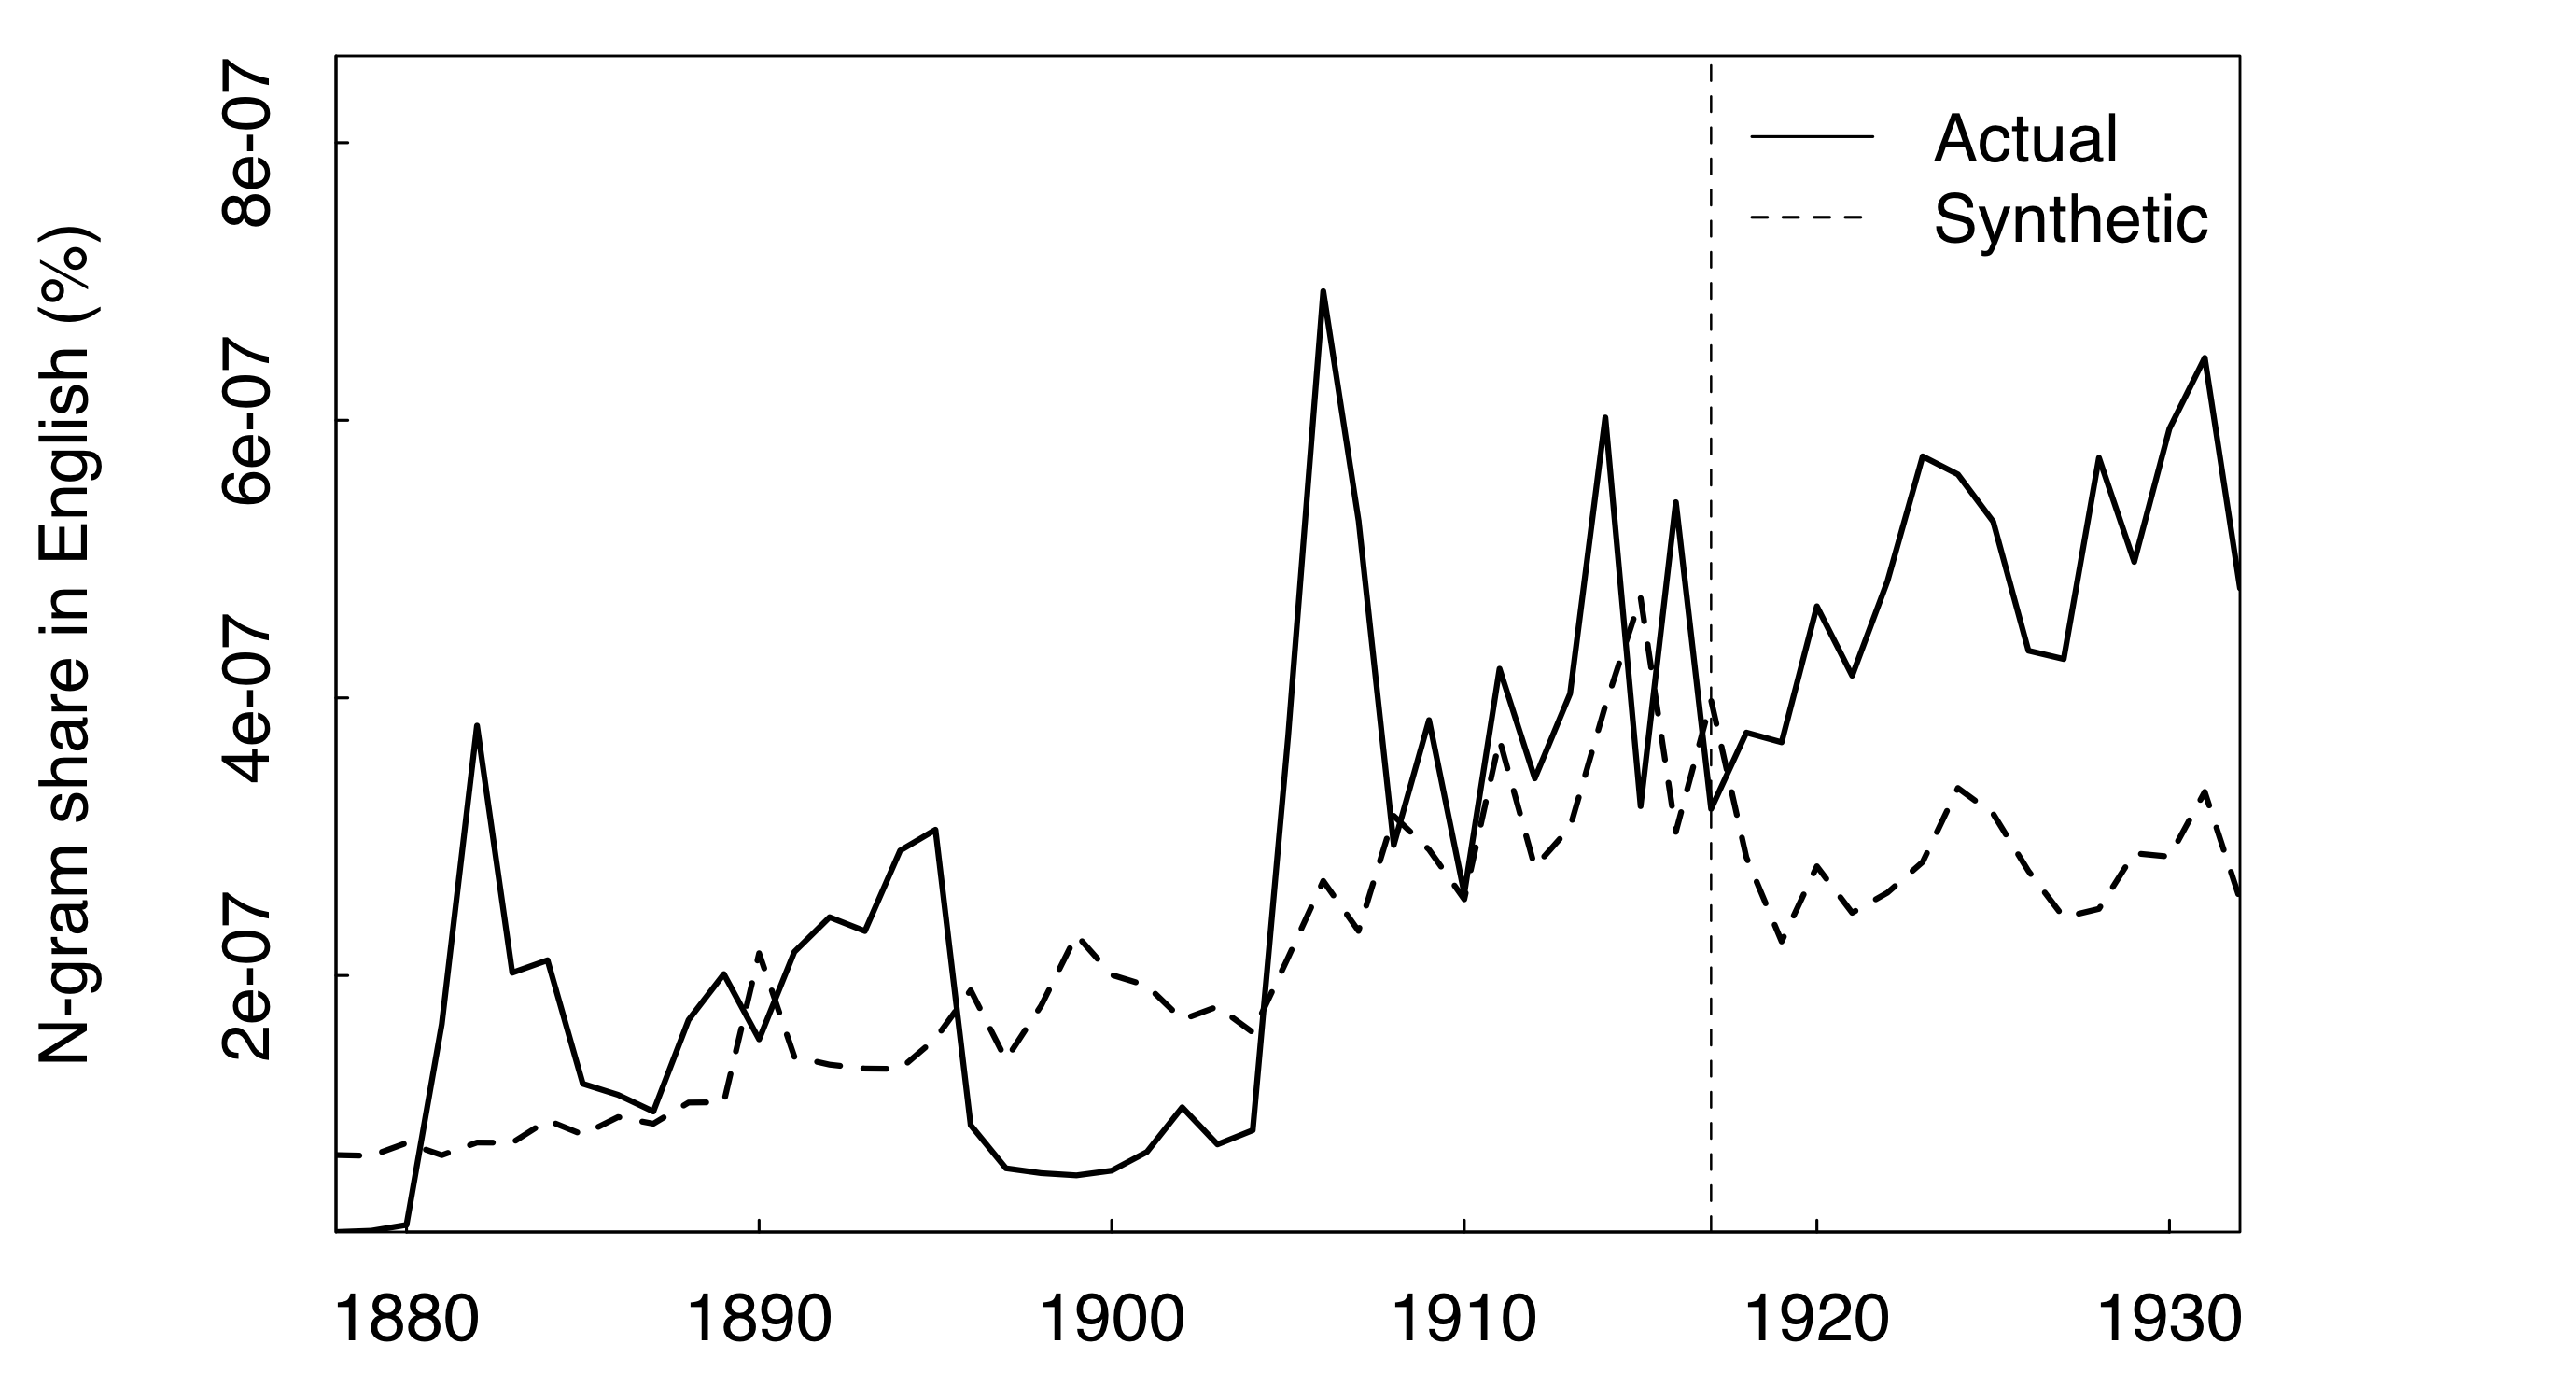 N-gram share in English (%)
8e-07
6e-07
4e-07
2e-07
Actual
Synthetic
1880 1890 1900 1910 1920 1930